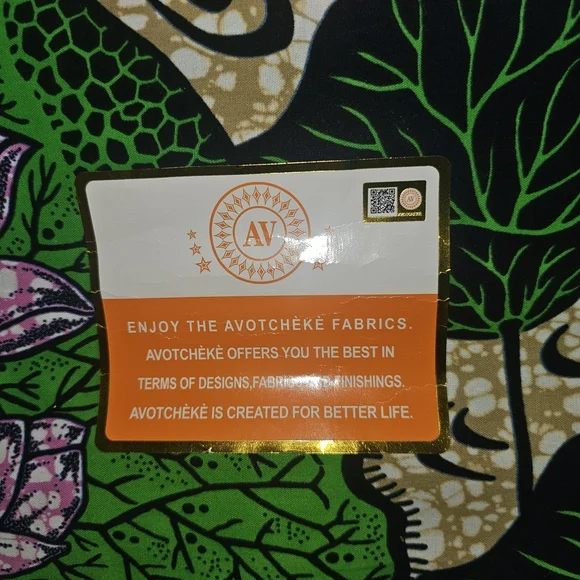 AV
AV
ENJOY THE AVOTCHÈKÈ FABRICS.
AVOTCHÈKÈ OFFERS YOU THE BEST IN
TERMS OF DESIGNS, FINISHINGS.
AVOTCHÈKÈ IS CREATED FOR BETTER LIFE.